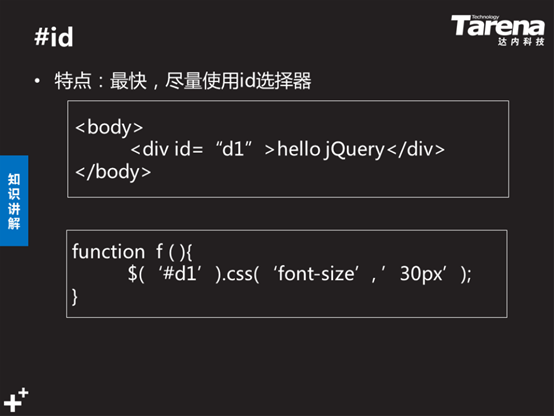 #id
Technology
Tarena
达内科技
• 特点：最快，尽量使用id选择器
<body>
<div id=“d1”>hello jQuery</div>
</body>
知识讲解
function f ( ){
$(‘#d1’).css(‘font-size’,’30px’);
}